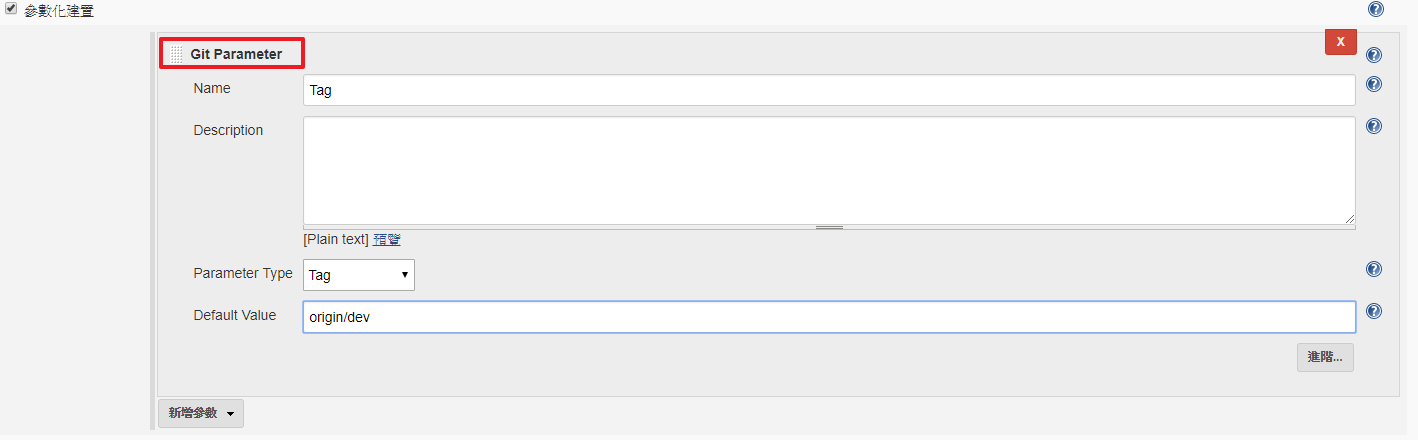 參數化建置
Git Parameter
X
Name
Tag
Description
[Plain text] 預覽
Parameter Type
Tag
Default Value
origin/dev
進階...
新增參數